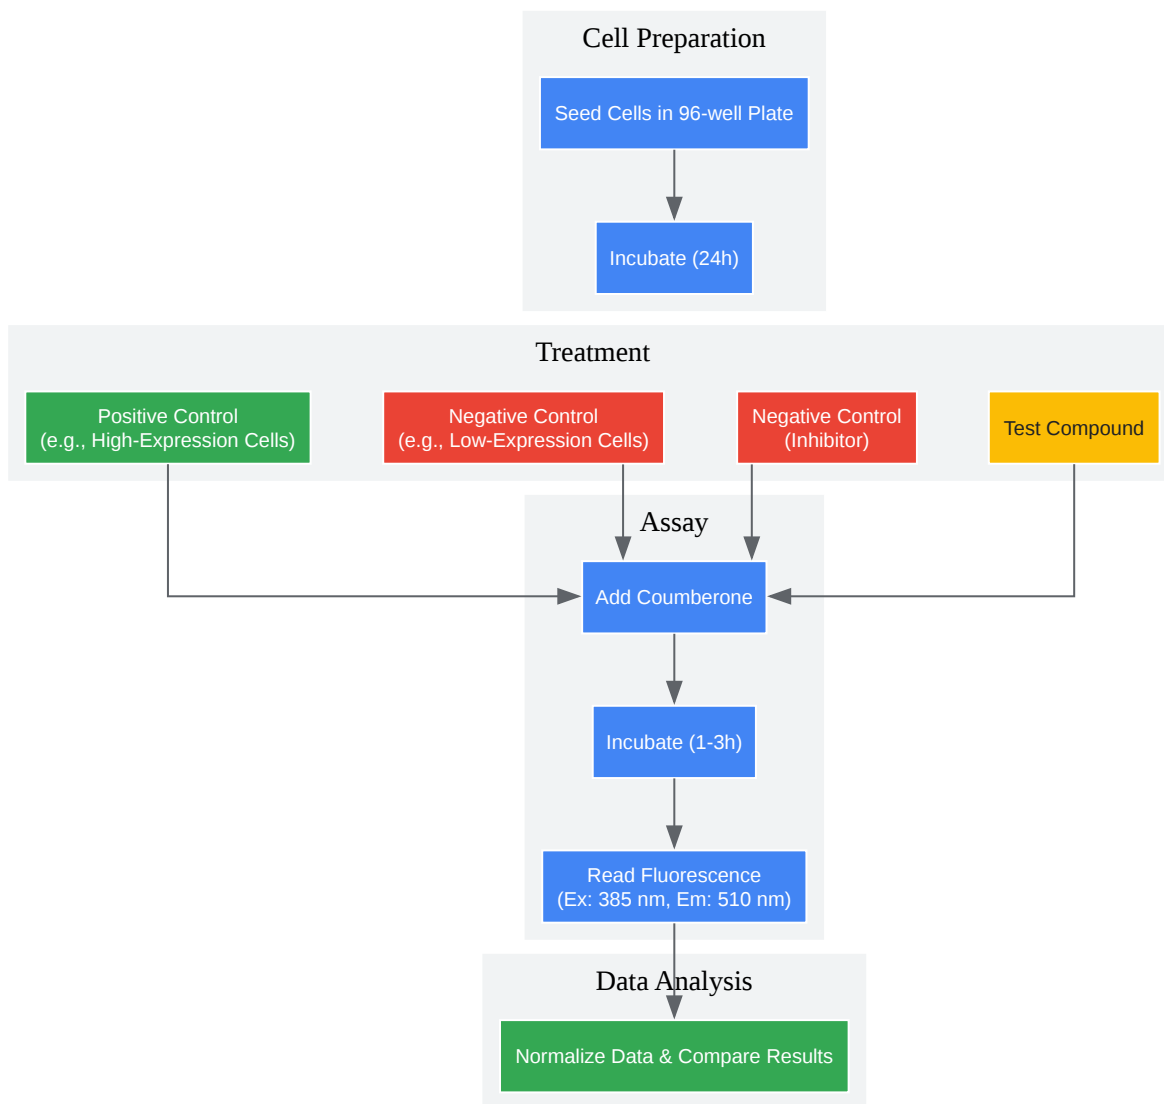 Cell Preparation
Seed Cells in 96-well Plate
Incubate (24h)
Treatment
Positive Control
(e.g., High-Expression Cells)
Negative Control
(e.g., Low-Expression Cells)
Negative Control
(Inhibitor)
Test Compound
Assay
Add Coumberone
Incubate (1-3h)
Read Fluorescence
(Ex: 385 nm, Em: 510 nm)
Data Analysis
Normalize Data & Compare Results